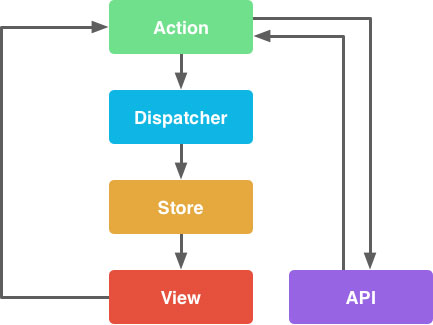 Action
Dispatcher
Store
View
API